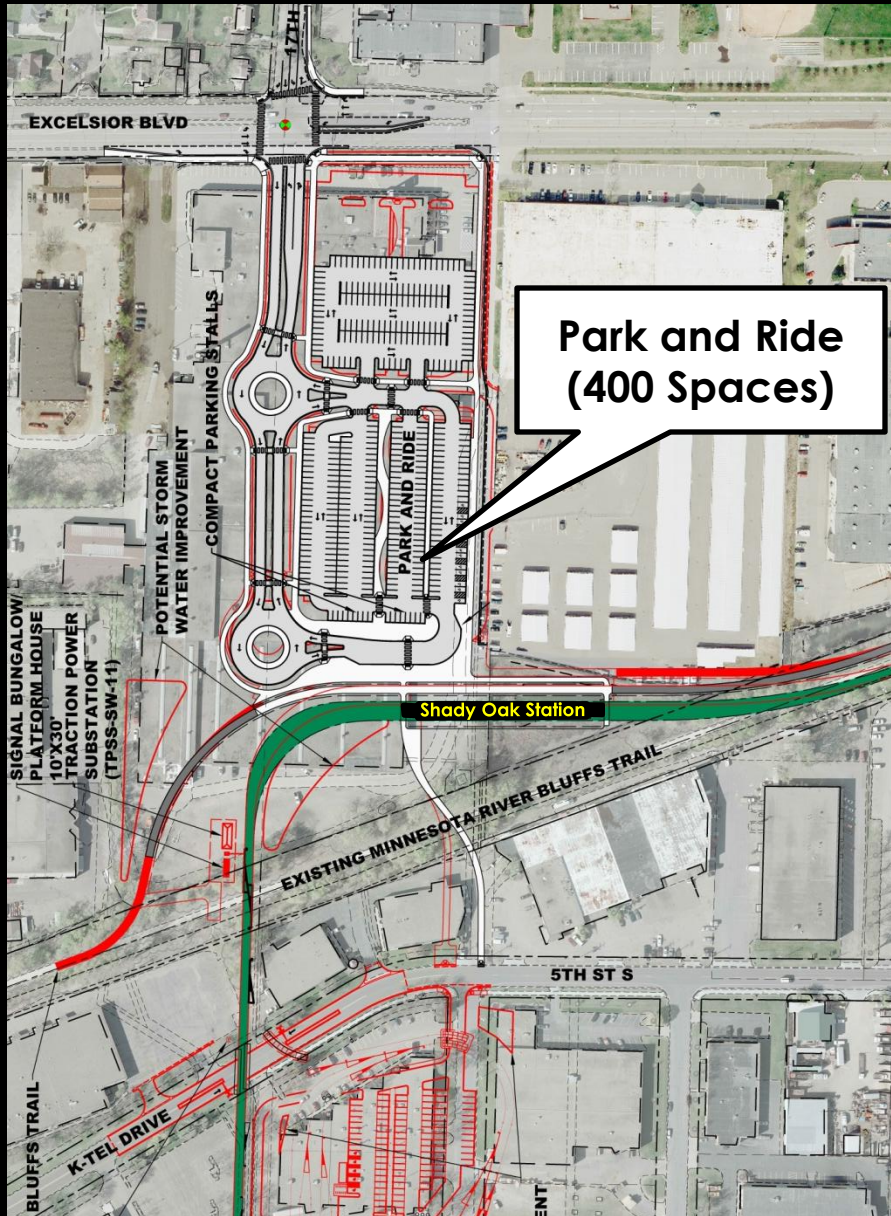 17TH
EXCELSIOR BLVD
Park and Ride
(400 Spaces)
COMPACT PARKING STALLS
POTENTIAL STORM
WATER IMPROVEMENT
PARK AND RIDE
SIGNAL BUNGALOW/
PLATFORM HOUSE
10'X30'
TRACTION POWER
SUBSTATION
(TPSS-SW-11)
Shady Oak Station
EXISTING MINNESOTA RIVER BLUFFS TRAIL
5TH ST S
K-TEL DRIVE
BLUFFS TRAIL
ENT